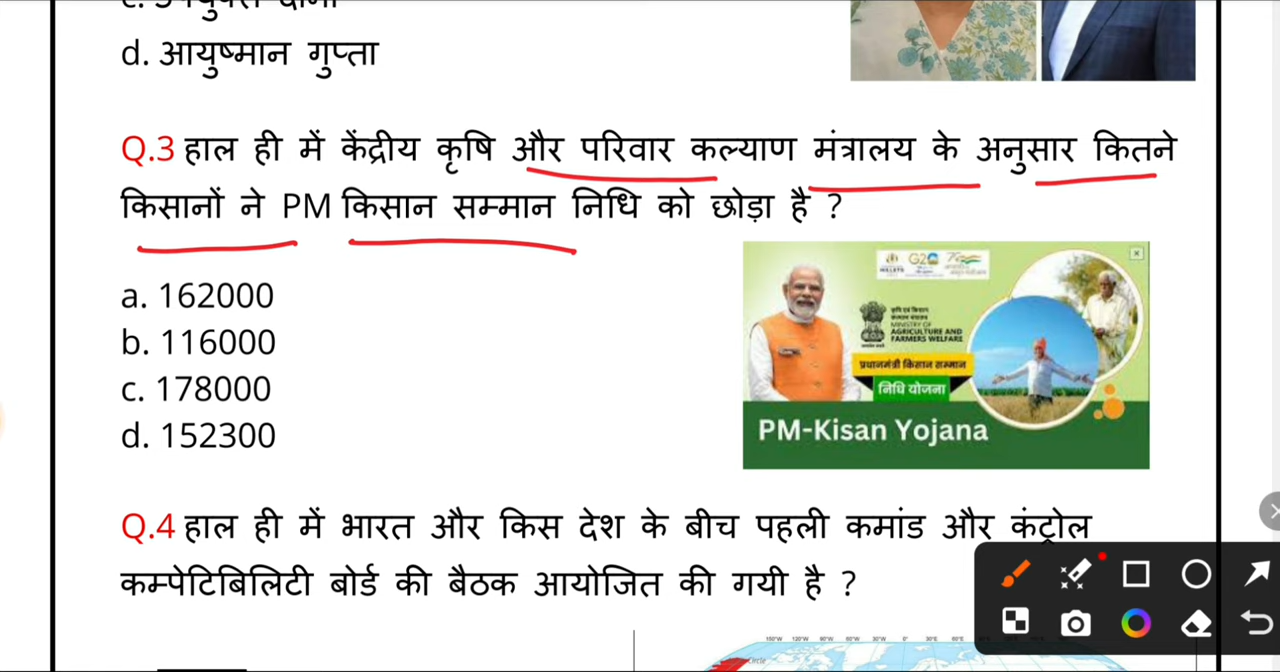 d. आयुष्मान गुप्ता
Q.3 हाल ही में केंद्रीय कृषि और परिवार कल्याण मंत्रालय के अनुसार कितने
किसानों ने PM किसान सम्मान निधि को छोड़ा है ?
a. 162000
b. 116000
c. 178000
d. 152300
G20
MINISTRY OF
AGRICULTURE AND
FARMERS WELFARE
प्रधानमंत्री किसान सम्मान
निधि योजना
PM-Kisan Yojana
Q.4 हाल ही में भारत और किस देश के बीच पहली कमांड और कंट्रोल
कम्पेटिबिलिटी बोर्ड की बैठक आयोजित की गयी है ?